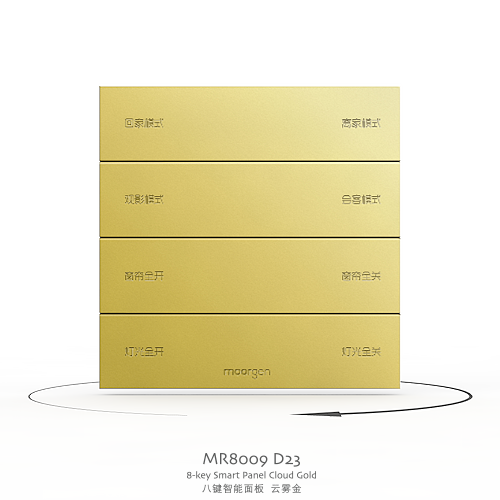 回家模式 离家模式
观影模式 会客模式
窗帘全开 窗帘全关
灯光全开 灯光全关
moorgen
MR8009 D23
8-key Smart Panel Cloud Gold
八键智能面板 云雾金